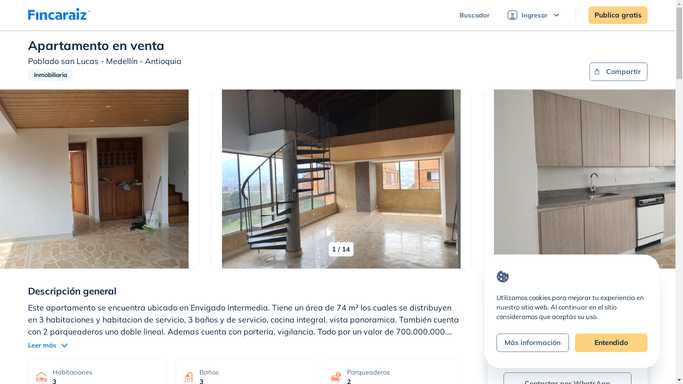 Fincaraiz
Buscador
Ingresar
Publica gratis
Apartamento en venta
Poblado san Lucas - Medellín - Antioquia
Inmobiliaria
Compartir
1 / 14
Descripción general
Este apartamento se encuentra ubicado en Envigado Intermedia. Tiene un área de 74 m² los cuales se distribuyen
en 3 habitaciones y habitacion de servicio, 3 baños y de servicio, cocina integral, vista panoramica. También cuenta
con 2 parqueaderos uno doble lineal. Ademas cuenta con portería, vigilancia. Todo por un valor de 700.000.000....
Leer más
Habitaciones
3
Baños
3
Parqueaderos
2
Utilizamos cookies para mejorar tu experiencia en
nuestro sitio web. Al continuar en el sitio
consideramos que aceptas su uso.
Más información
Entendido
Contactar por WhatsApp